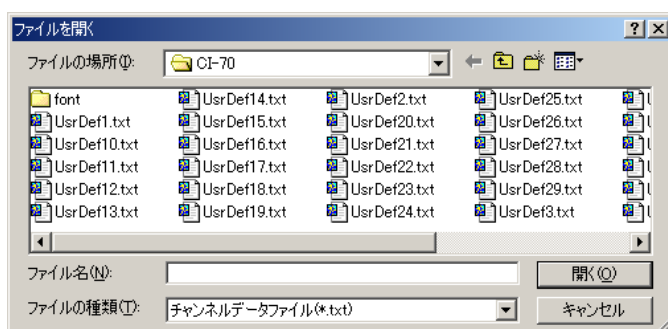 ファイルを開く
ファイルの場所(I): CI-70
font UsrDef14.txt UsrDef2.txt UsrDef25.txt
UsrDef1.txt UsrDef15.txt UsrDef20.txt UsrDef26.txt
UsrDef10.txt UsrDef16.txt UsrDef21.txt UsrDef27.txt
UsrDef11.txt UsrDef17.txt UsrDef22.txt UsrDef28.txt
UsrDef12.txt UsrDef18.txt UsrDef23.txt UsrDef29.txt
UsrDef13.txt UsrDef19.txt UsrDef24.txt UsrDef3.txt
ファイル名(N): 開く(O)
ファイルの種類(T): チャンネルデータファイル(*.txt) キャンセル